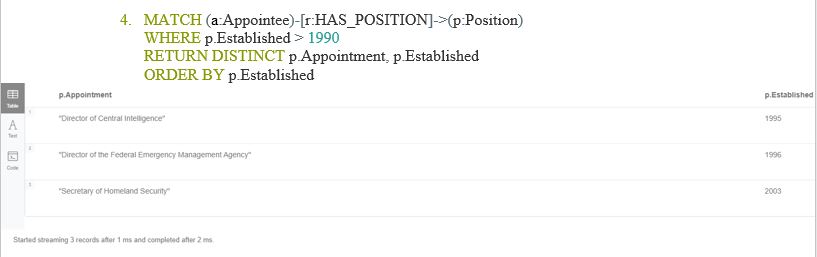 4. MATCH (a:Appointee)-[r:HAS_POSITION]->(p:Position)
WHERE p.Established > 1990
RETURN DISTINCT p.Appointment, p.Established
ORDER BY p.Established
p.Appointment p.Established
Table
1 "Director of Central Intelligence" 1995
A
Text
2 "Director of the Federal Emergency Management Agency" 1996
Code
3 "Secretary of Homeland Security" 2003
Started streaming 3 records after 1 ms and completed after 2 ms.